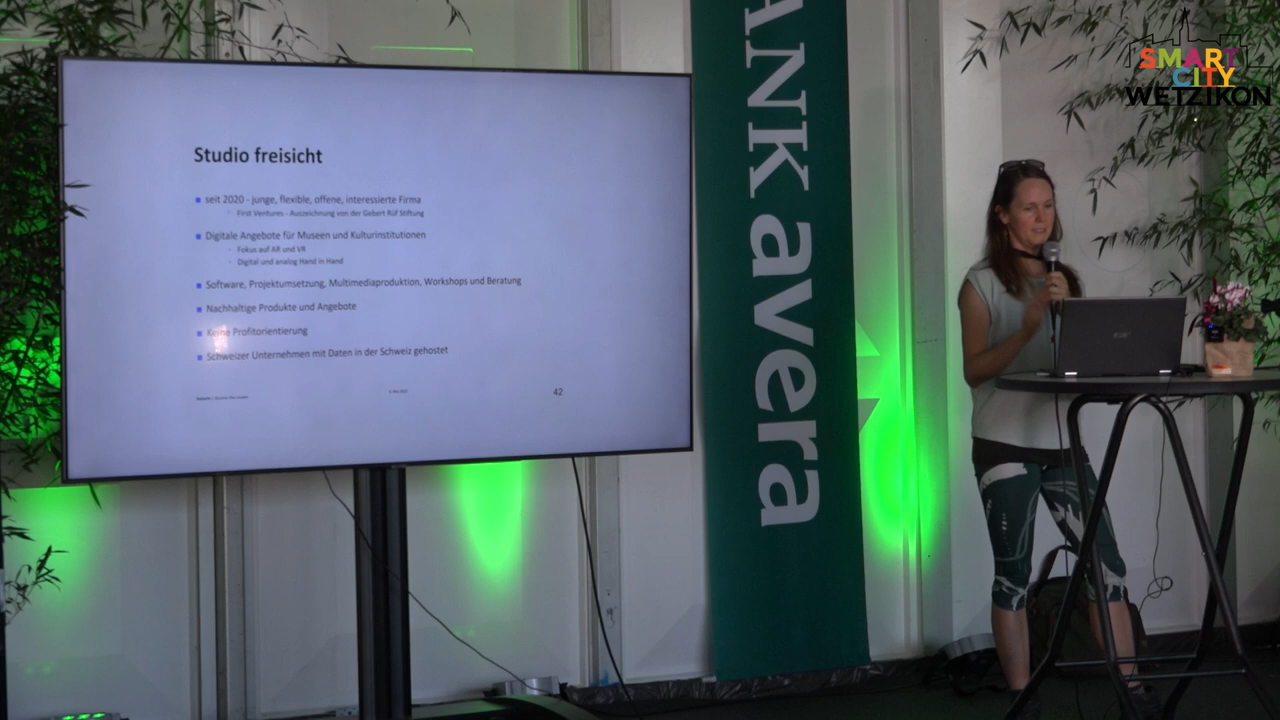 Studio freisicht
seit 2020 - junge, flexible, offene, interessierte Firma
First Ventures - Auszeichnung von der Gebert Rüf Stiftung
Digitale Angebote für Museen und Kulturinstitutionen
Fokus auf AR und VR
Digital und analog Hand in Hand
Software, Projektumsetzung, Multimediaproduktion, Workshops und Beratung
Nachhaltige Produkte und Angebote
Keine Profitorientierung
Schweizer Unternehmen mit Daten in der Schweiz gehostet
42
ANK avera
SMART
CITY
WETZIKON